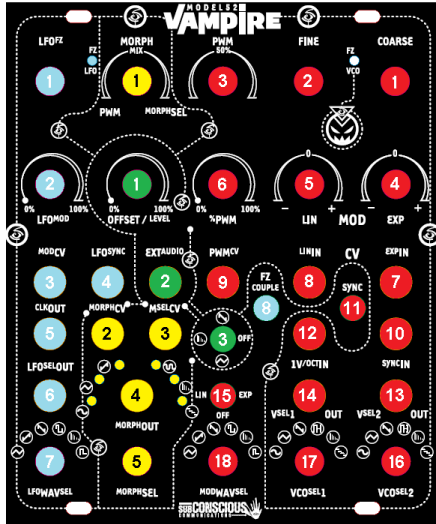 MODEL52
VAMPIRE
LFOFZ MORPH PWM FINE COARSE
MIX 50%
FZ LFO FZ VCO
1 1 3 2 1
PWM MORPHSEL
0 0
2 1 6 5 4
0% 100% 0% 100% 0% 100% - + - +
LFOMOD OFFSET / LEVEL %PWM LIN MOD EXP
MODCV LFOSYNC EXTAUDIO PWMCV LININ CV EXPIN
3 4 2 9 FZ COUPLE 8 8 SYNC 11 7
CLKOUT MORPHCV MSELCV
5 2 3 3 OFF 12 10
LFOSELOUT 1V/OCTIN SYNCIN
6 4 LIN 15 EXP 14 13
OFF VSEL1 OUT VSEL2 OUT
MORPHOUT
7 5 18 17 16
LFOWAVSEL MORPHSEL MODWAVSEL VCOSEL1 VCOSEL2
SUBCONSCIOUS
COMMUNICATIONS